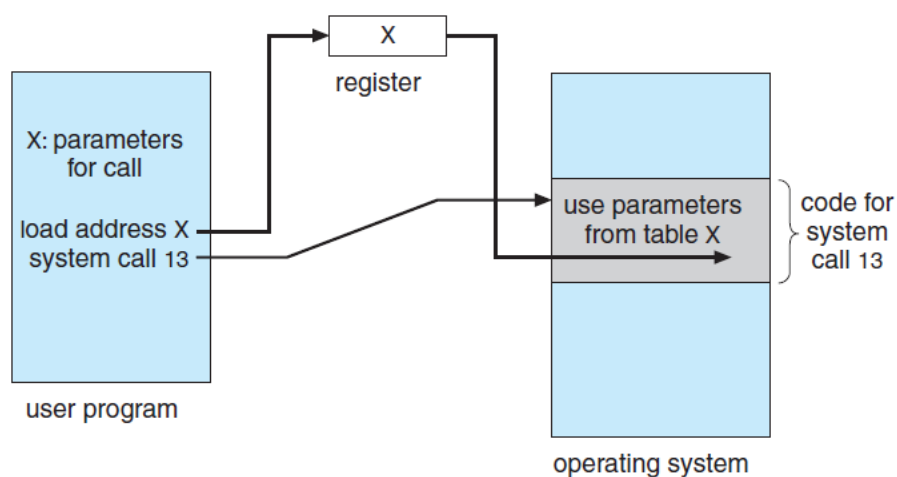 X
register
X: parameters
for call
load address X
system call 13
user program
use parameters
from table X
code for
system
call 13
operating system